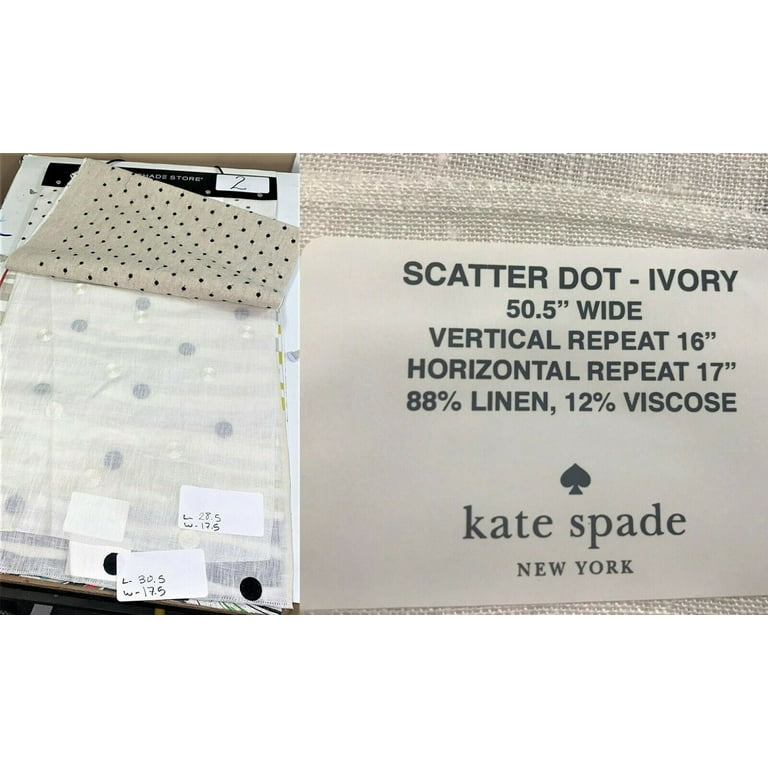 SHADE STORE
2
L- 28.5
W- 17.5
L- 30.5
W- 17.5
SCATTER DOT - IVORY
50.5” WIDE
VERTICAL REPEAT 16”
HORIZONTAL REPEAT 17”
88% LINEN, 12% VISCOSE
kate spade
NEW YORK